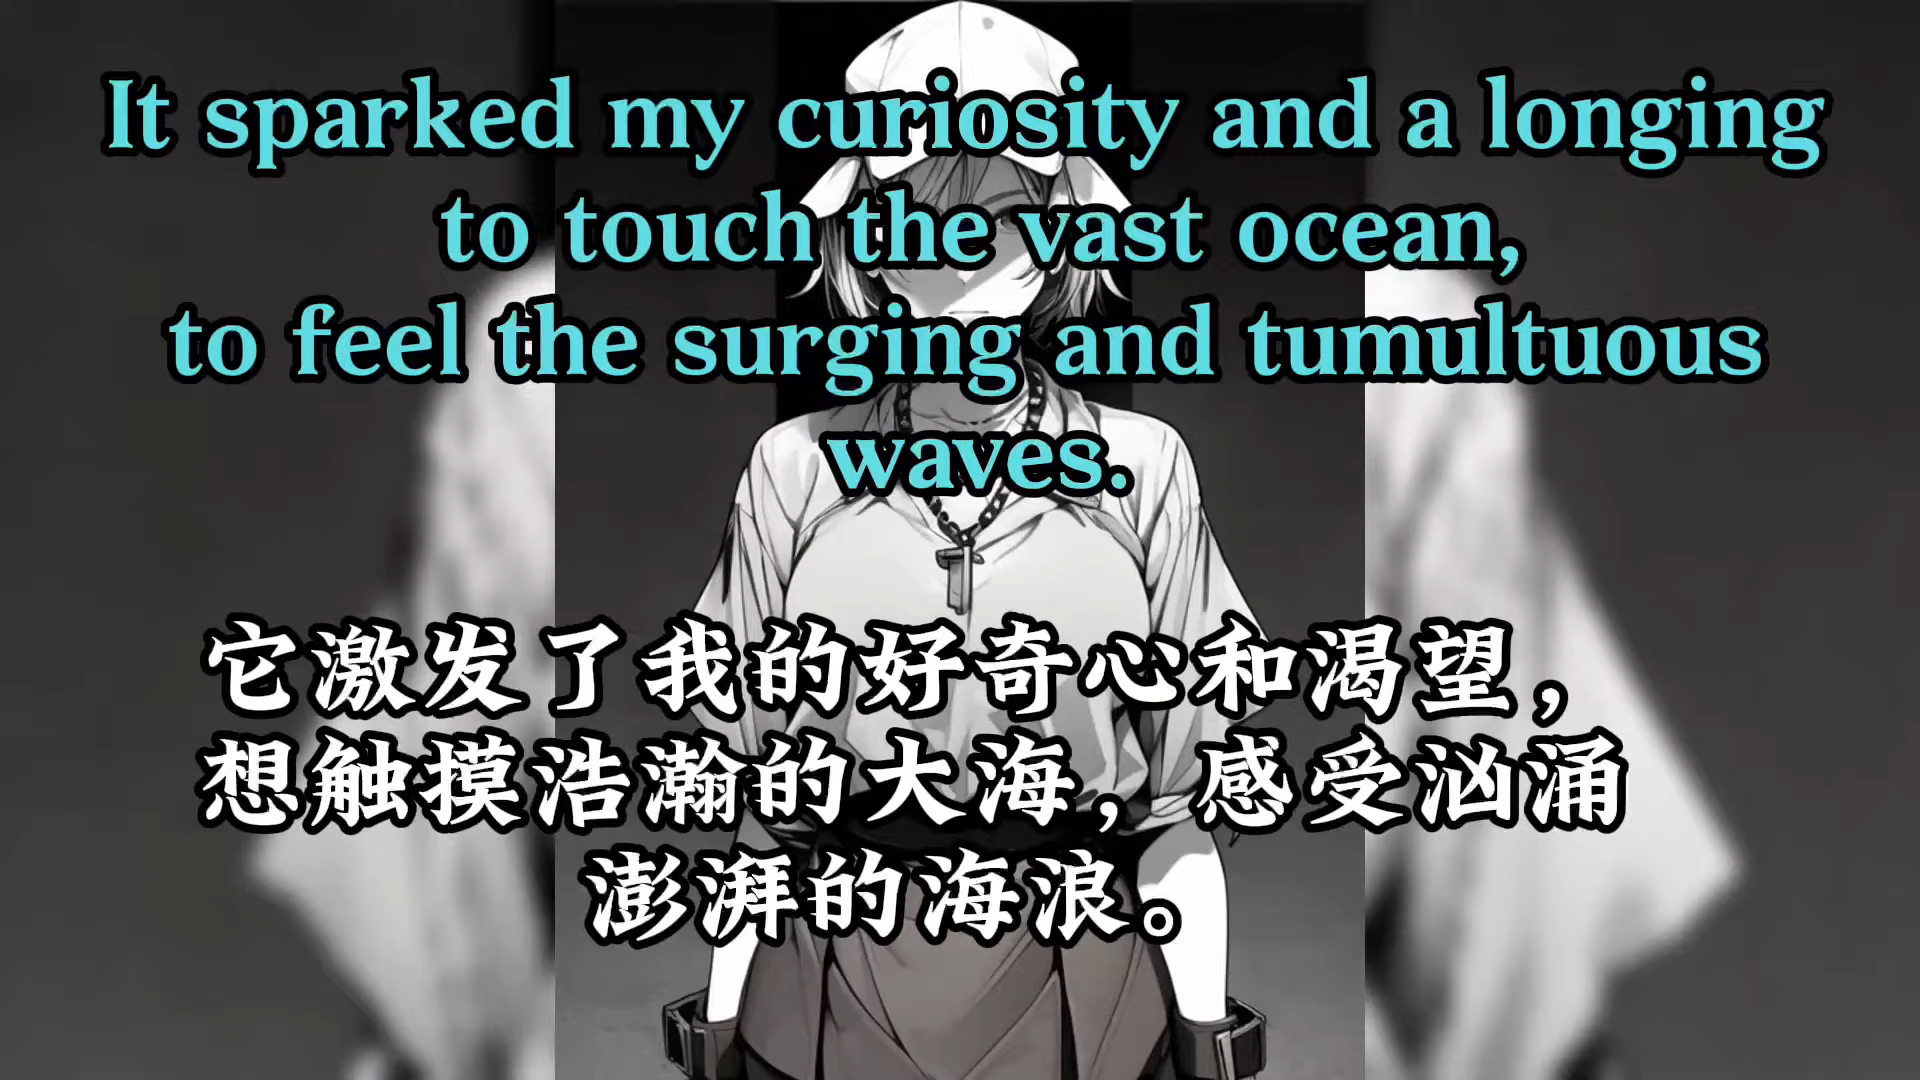 It sparked my curiosity and a longing
to touch the vast ocean,
to feel the surging and tumultuous
waves.
它激发了我的好奇心和渴望，
想触摸浩瀚的大海，感受汹涌
澎湃的海浪。